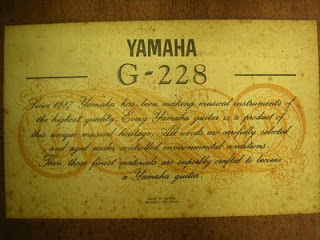 YAMAHA
G-228
Since 1887 Yamaha has been making musical instruments of
the highest quality. Every Yamaha guitar is a product of
this unique musical heritage. All woods are carefully selected
and aged under controlled environmental conditions.
Then these finest materials are superbly crafted to become
a Yamaha guitar.